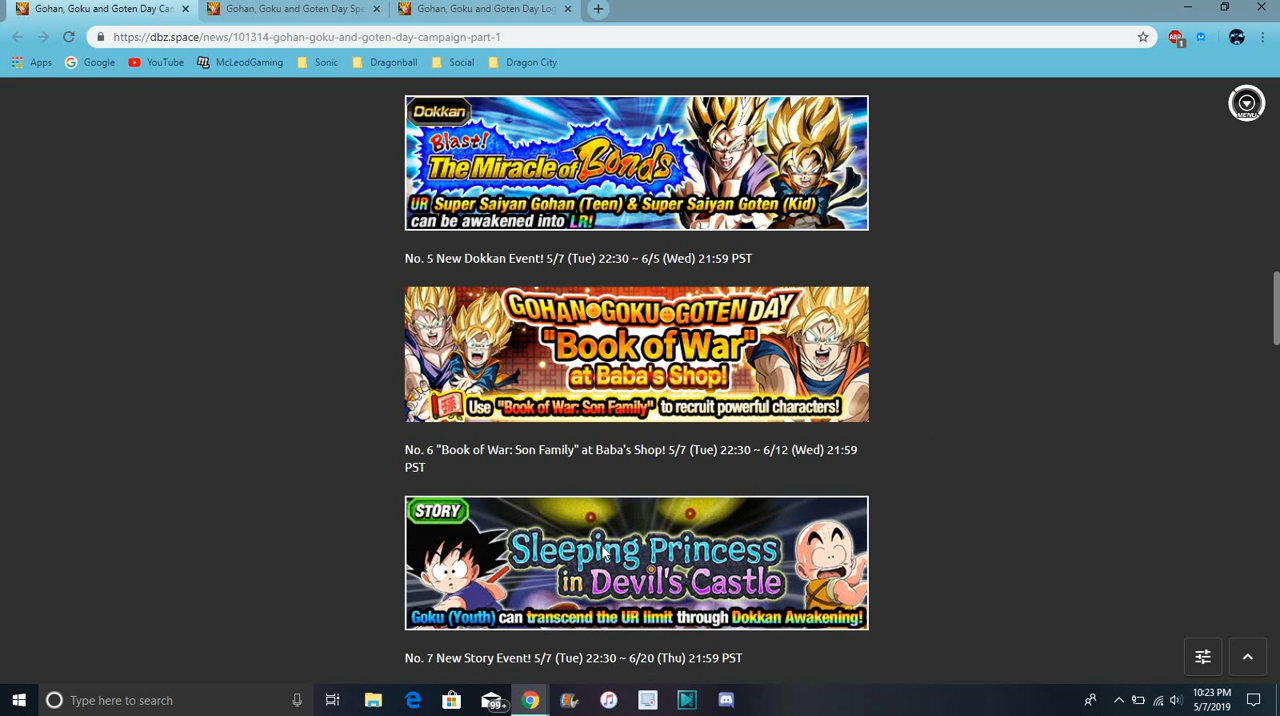 Gohan, Goku and Goten Day Ca
Gohan, Goku and Goten Day Spe
Gohan, Goku and Goten Day Log
https://dbz.space/news/101314-gohan-goku-and-goten-day-campaign-part-1
ABP
1
Apps
Google
YouTube
McLeodGaming
Sonic
Dragonball
Social
Dragon City
MENU
Dokkan
Blast!
The Miracle of Bonds
UR Super Saiyan Gohan (Teen) & Super Saiyan Goten (Kid)
can be awakened into LR!
No. 5 New Dokkan Event! 5/7 (Tue) 22:30 ~ 6/5 (Wed) 21:59 PST
GOHAN GOKU GOTEN DAY
"Book of War"
at Baba's Shop!
Use "Book of War: Son Family" to recruit powerful characters!
No. 6 "Book of War: Son Family" at Baba's Shop! 5/7 (Tue) 22:30 ~ 6/12 (Wed) 21:59
PST
STORY
Sleeping Princess
in Devil's Castle
Goku (Youth) can transcend the UR limit through Dokkan Awakening!
No. 7 New Story Event! 5/7 (Tue) 22:30 ~ 6/20 (Thu) 21:59 PST
Type here to search
99+
10:23 PM
5/7/2019